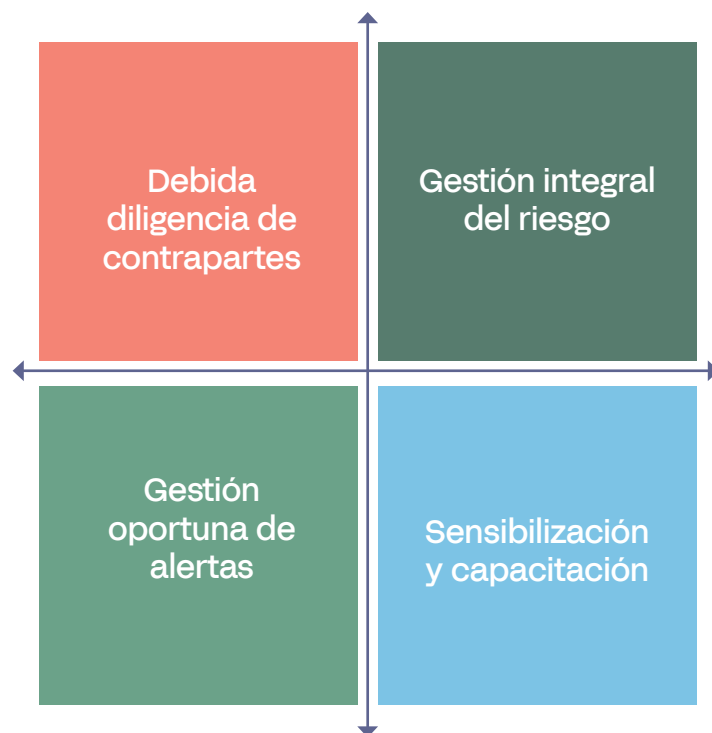 Debida
diligencia de
contrapartes
Gestión integral
del riesgo
Gestión
oportuna de
alertas
Sensibilización
y capacitación